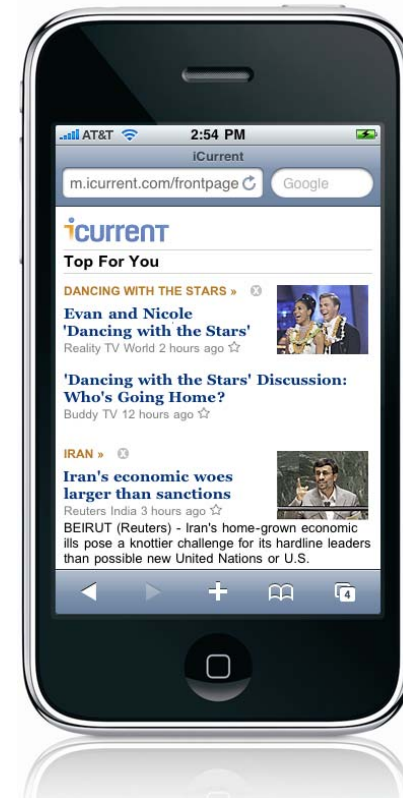 AT&T 2:54 PM
iCurrent
m.icurrent.com/frontpage Google
icurrent
Top For You
DANCING WITH THE STARS »
Evan and Nicole
'Dancing with the Stars'
Reality TV World 2 hours ago
'Dancing with the Stars' Discussion:
Who's Going Home?
Buddy TV 12 hours ago
IRAN »
Iran's economic woes
larger than sanctions
Reuters India 3 hours ago
BEIRUT (Reuters) - Iran's home-grown economic
ills pose a knottier challenge for its hardline leaders
than possible new United Nations or U.S.
4